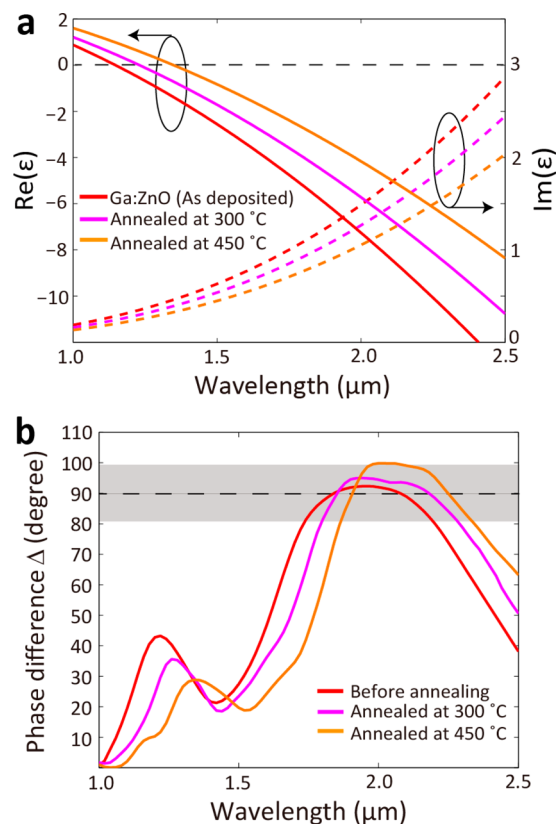 a
2
0
−2
−4
−6
−8
−10
Re(ε)
3
2
1
0
Im(ε)
Ga:ZnO (As deposited)
Annealed at 300 ˚C
Annealed at 450 ˚C
1.0 1.5 2.0 2.5
Wavelength (μm)
b
110
100
90
80
70
60
50
40
30
20
10
Phase difference Δ (degree)
Before annealing
Annealed at 300 ˚C
Annealed at 450 ˚C
1.0 1.5 2.0 2.5
Wavelength (μm)